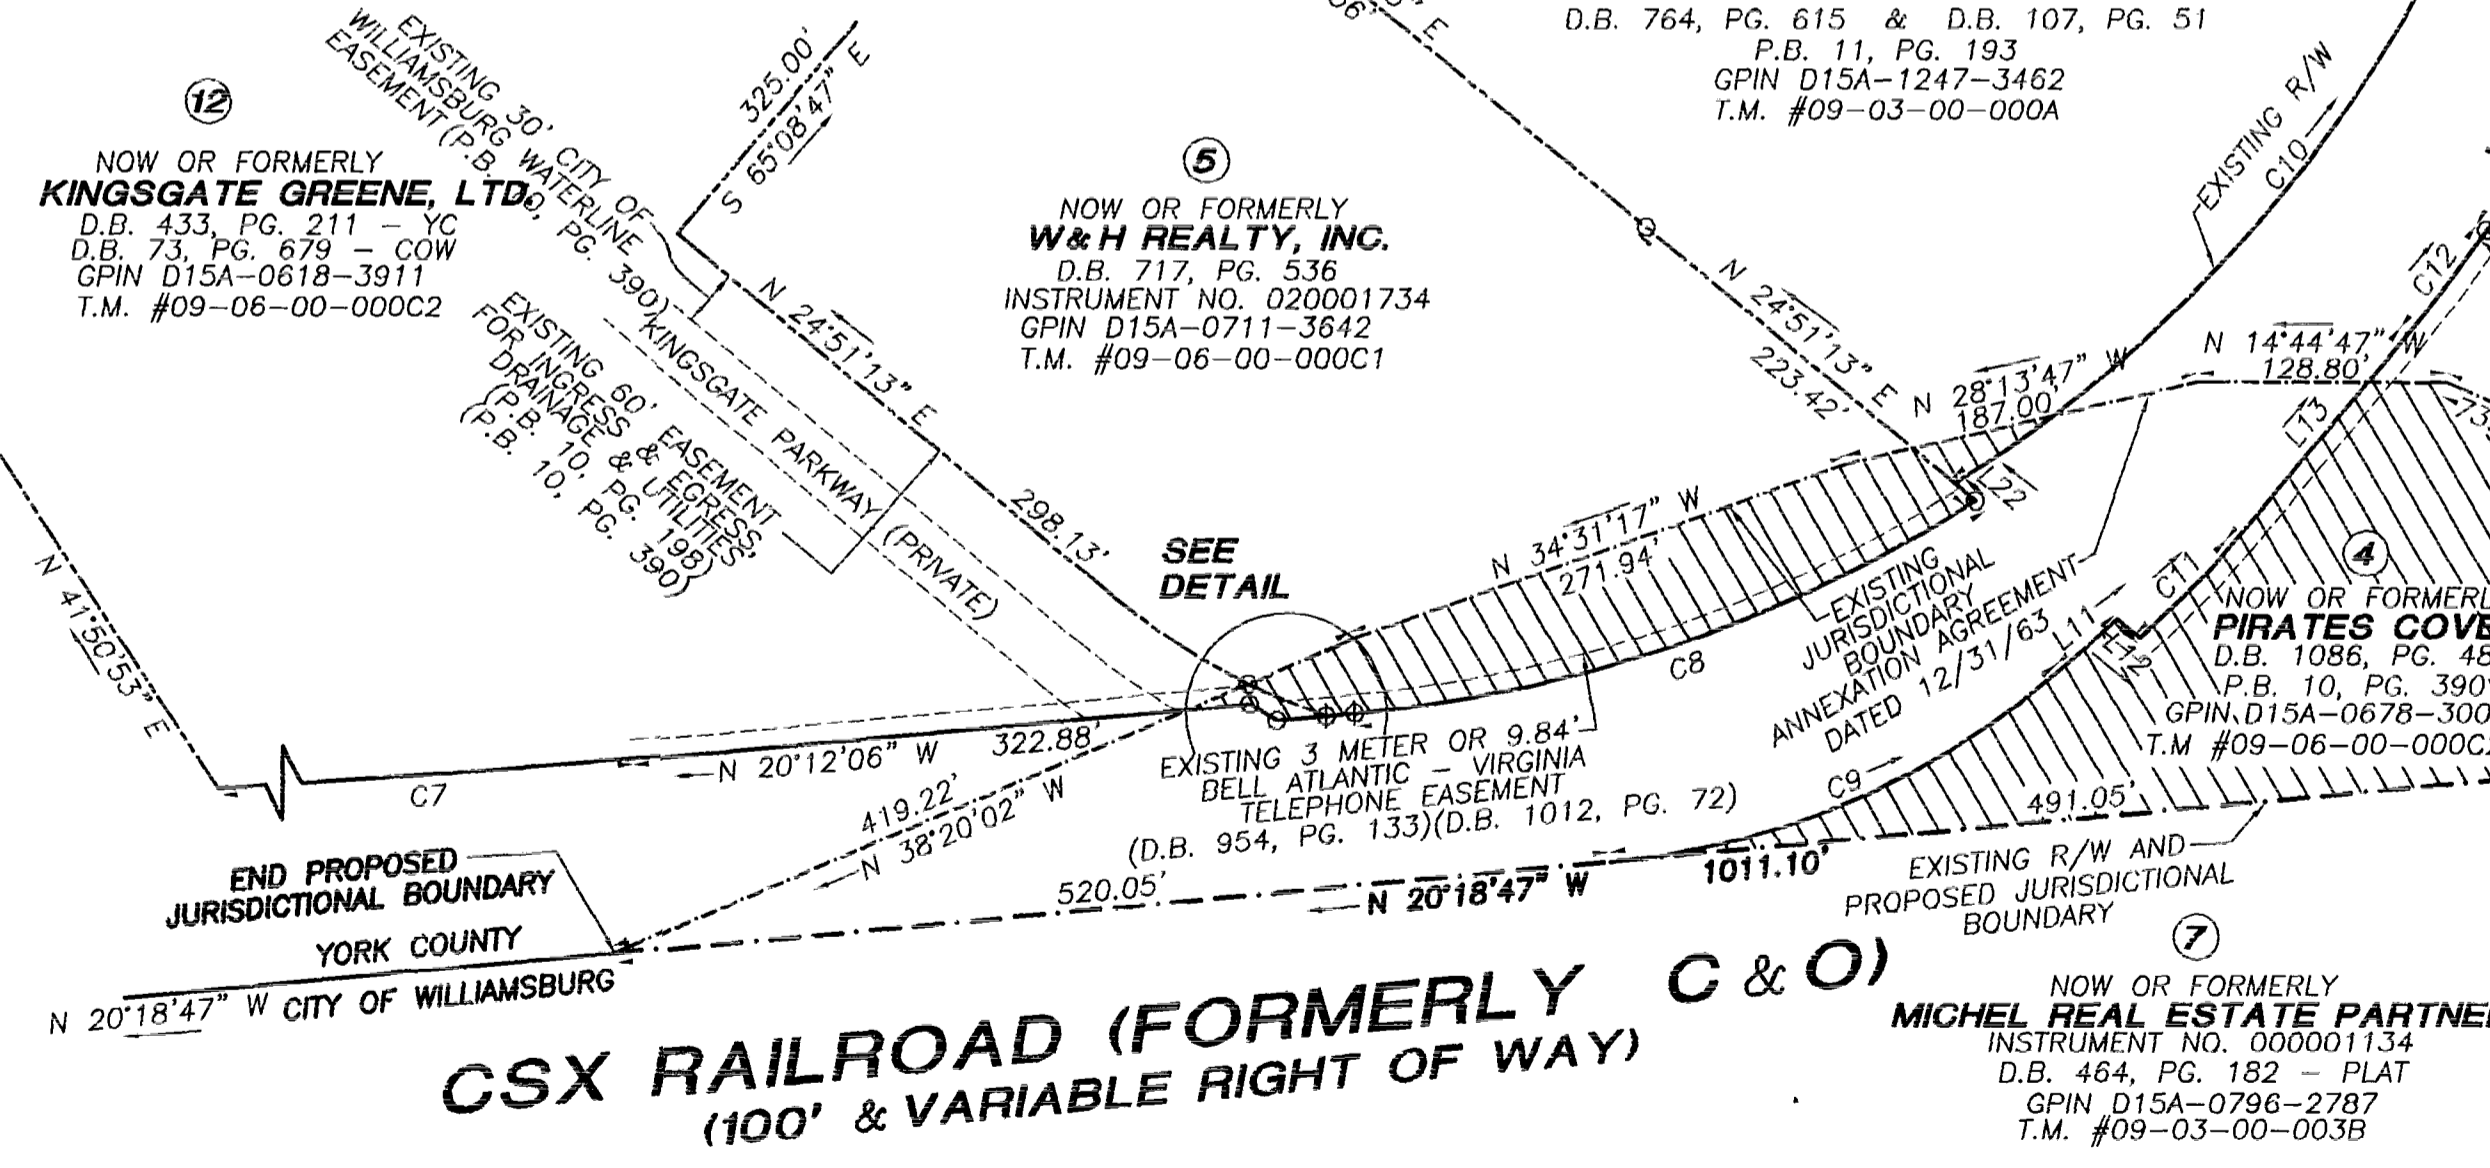 12
NOW OR FORMERLY
KINGSGATE GREENE, LTD.
D.B. 433, PG. 211 – YC
D.B. 73, PG. 679 – COW
GPIN D15A–0618–3911
T.M. #09–06–00–000C2
EXISTING 30' CITY OF
WILLIAMSBURG WATERLINE
EASEMENT (P.B. 10, PG. 390)
325.00'
S 65°08'47" E
5
NOW OR FORMERLY
W&H REALTY, INC.
D.B. 717, PG. 536
INSTRUMENT NO. 020001734
GPIN D15A–0711–3642
T.M. #09–06–00–000C1
D.B. 764, PG. 615 & D.B. 107, PG. 51
P.B. 11, PG. 193
GPIN D15A–1247–3462
T.M. #09–03–00–000A
EXISTING R/W
C10
C12
N 24°51'13" E
298.13'
KINGSGATE PARKWAY (PRIVATE)
EXISTING 60' EASEMENT
FOR INGRESS & EGRESS,
DRAINAGE & UTILITIES
(P.B. 10, PG. 198)
(P.B. 10, PG. 390)
N 24°51'13" E
223.42'
N 28°13'47" W
187.00'
N 14°44'47" W
128.80'
L13
L22
N 34°31'17" W
271.94'
SEE
DETAIL
EXISTING
JURISDICTIONAL
BOUNDARY
ANNEXATION AGREEMENT
DATED 12/31/63
L11
L12
C11
4
NOW OR FORMERL
PIRATES COVE
D.B. 1086, PG. 48
P.B. 10, PG. 390
GPIN D15A–0678–300
T.M #09–06–00–000C
N 41°50'53" E
C7
N 20°12'06" W
322.88'
C8
EXISTING 3 METER OR 9.84'
BELL ATLANTIC – VIRGINIA
TELEPHONE EASEMENT
(D.B. 954, PG. 133)(D.B. 1012, PG. 72)
419.22'
N 38°20'02" W
C9
491.05'
END PROPOSED
JURISDICTIONAL BOUNDARY
520.05'
N 20°18'47" W
1011.10'
EXISTING R/W AND
PROPOSED JURISDICTIONAL
BOUNDARY
YORK COUNTY
N 20°18'47" W CITY OF WILLIAMSBURG
CSX RAILROAD (FORMERLY C & O)
(100' & VARIABLE RIGHT OF WAY)
7
NOW OR FORMERLY
MICHEL REAL ESTATE PARTNE
INSTRUMENT NO. 000001134
D.B. 464, PG. 182 – PLAT
GPIN D15A–0796–2787
T.M. #09–03–00–003B